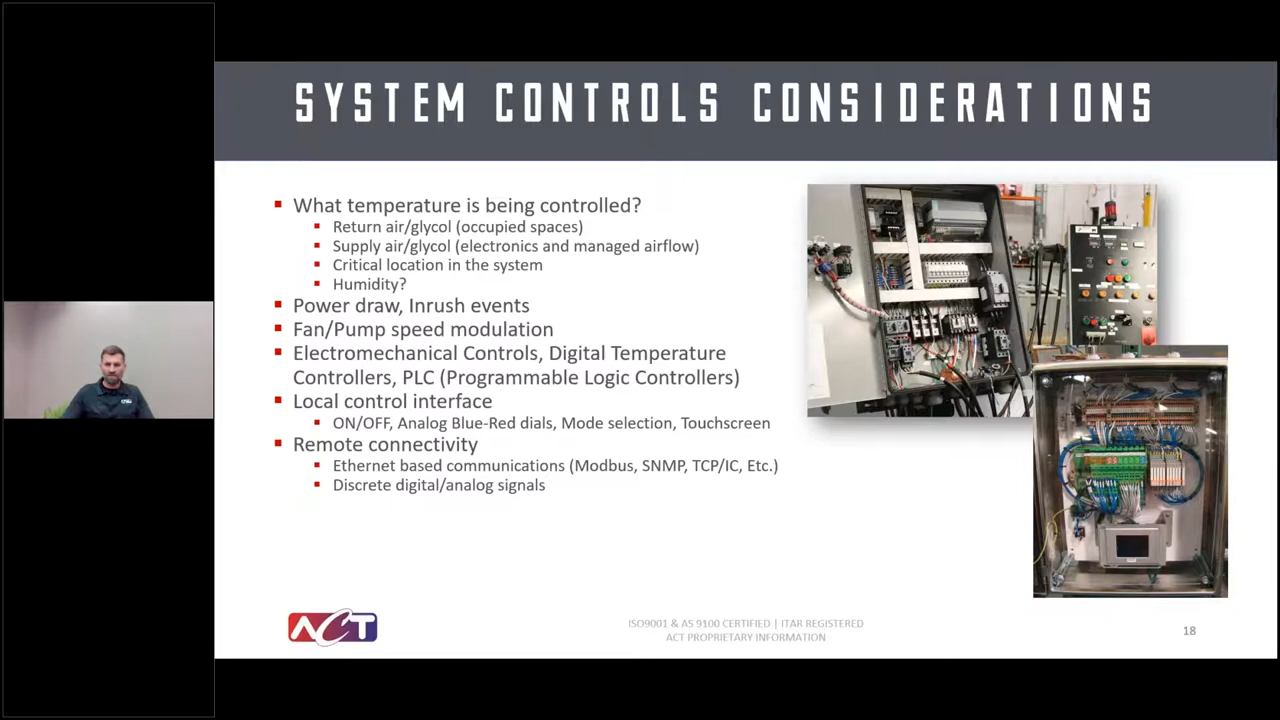 SYSTEM CONTROLS CONSIDERATIONS
What temperature is being controlled?
Return air/glycol (occupied spaces)
Supply air/glycol (electronics and managed airflow)
Critical location in the system
Humidity?
Power draw, Inrush events
Fan/Pump speed modulation
Electromechanical Controls, Digital Temperature
Controllers, PLC (Programmable Logic Controllers)
Local control interface
ON/OFF, Analog Blue-Red dials, Mode selection, Touchscreen
Remote connectivity
Ethernet based communications (Modbus, SNMP, TCP/IC, Etc.)
Discrete digital/analog signals
ACT
ISO9001 & AS 9100 CERTIFIED | ITAR REGISTERED
ACT PROPRIETARY INFORMATION
18